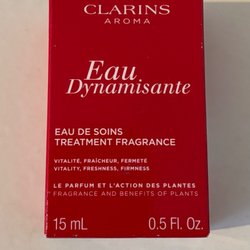 CLARINS
AROMA
Eau
Dynamisante
EAU DE SOINS
TREATMENT FRAGRANCE
VITALITÉ, FRAÎCHEUR, FERMETÉ
VITALITY, FRESHNESS, FIRMNESS
LE PARFUM ET L'ACTION DES PLANTES
FRAGRANCE AND BENEFITS OF PLANTS
15 mL 0.5 Fl. Oz.